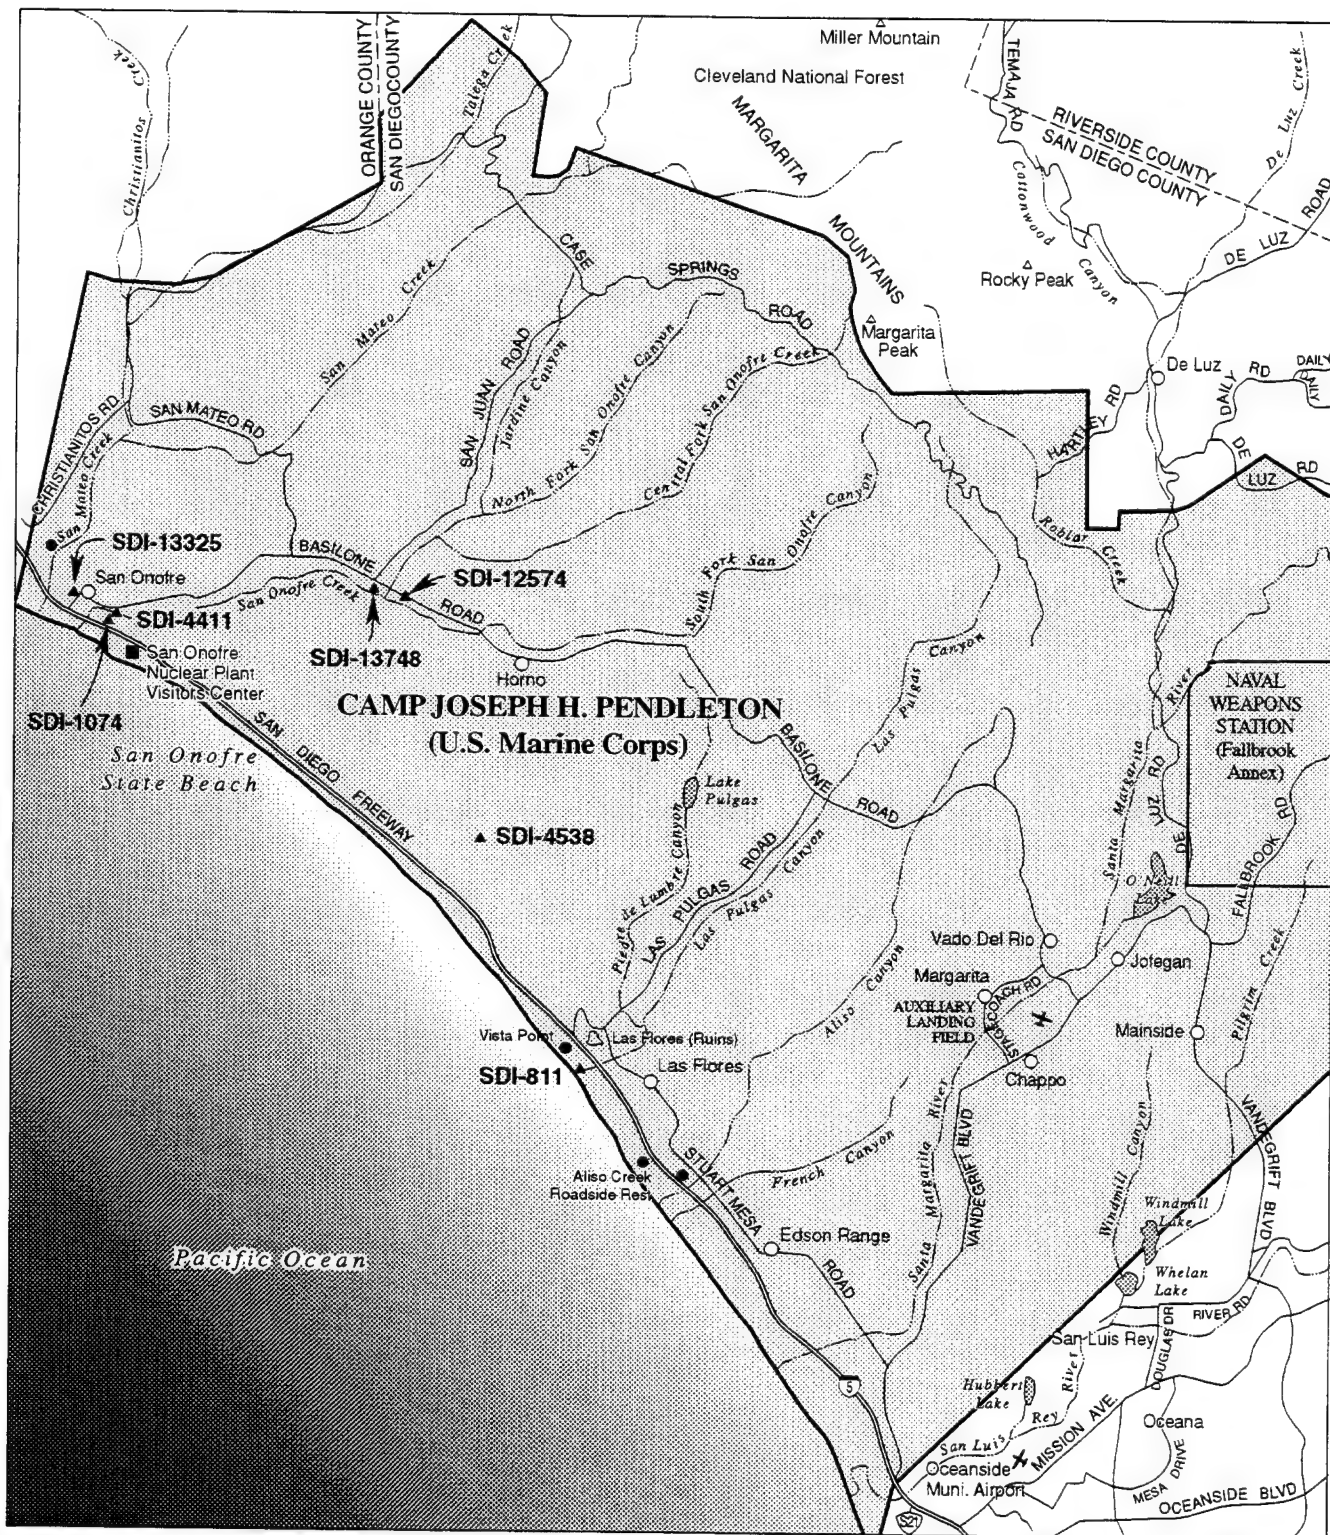 Miller Mountain
Cleveland National Forest
MARGARITA
MOUNTAINS
TEMAJA RD
RIVERSIDE COUNTY
SAN DIEGO COUNTY
De Luz Creek
Cottonwood Canyon
DE LUZ ROAD
Rocky Peak
Margarita
Peak
De Luz
DAILY RD
DAILY
DAILY
HARTLEY RD
DE LUZ RD
Christianitos Creek
ORANGE COUNTY
SAN DIEGO COUNTY
Talega Creek
CASE SPRINGS ROAD
San Mateo Creek
SAN JUAN ROAD
Jardine Canyon
North Fork San Onofre Canyon
Central Fork San Onofre Creek
South Fork San Onofre Canyon
CHRISTIANITOS RD.
SAN MATEO RD
San Mateo Creek
Roblar Creek
SDI-13325
San Onofre
SDI-4411
BASILONE ROAD
San Onofre Creek
SDI-12574
SDI-13748
Horno
San Onofre
Nuclear Plant
Visitors Center
SDI-1074
San Onofre
State Beach
CAMP JOSEPH H. PENDLETON
(U.S. Marine Corps)
SAN DIEGO FREEWAY
Las Pulgas Canyon
BASILONE ROAD
Lake
Pulgas
SDI-4538
Piedre de Lumbre Canyon
LAS PULGAS ROAD
Las Pulgas Canyon
NAVAL
WEAPONS
STATION
(Fallbrook
Annex)
Santa Margarita River
DE LUZ RD
FALLBROOK RD
O'Neill
Lake
Vado Del Rio
Jofegan
Margarita
AUXILIARY
LANDING
FIELD
STAGECOACH RD
Chappo
Mainside
Pilgrim Creek
Aliso Canyon
Vista Point
Las Flores (Ruins)
SDI-811
Las Flores
Aliso Creek
Roadside Rest
STUART MESA ROAD
French Canyon
Edson Range
Santa Margarita River
VANDEGRIFT BLVD
Windmill Canyon
VANDEGRIFT BLVD
Windmill
Lake
Whelan
Lake
RIVER RD
San Luis Rey
DOUGLAS DR
Pacific Ocean
5
Hubbert
Lake
San Luis Rey River
MISSION AVE.
Oceana
Oceanside
Muni. Airport
MESA DRIVE
OCEANSIDE BLVD